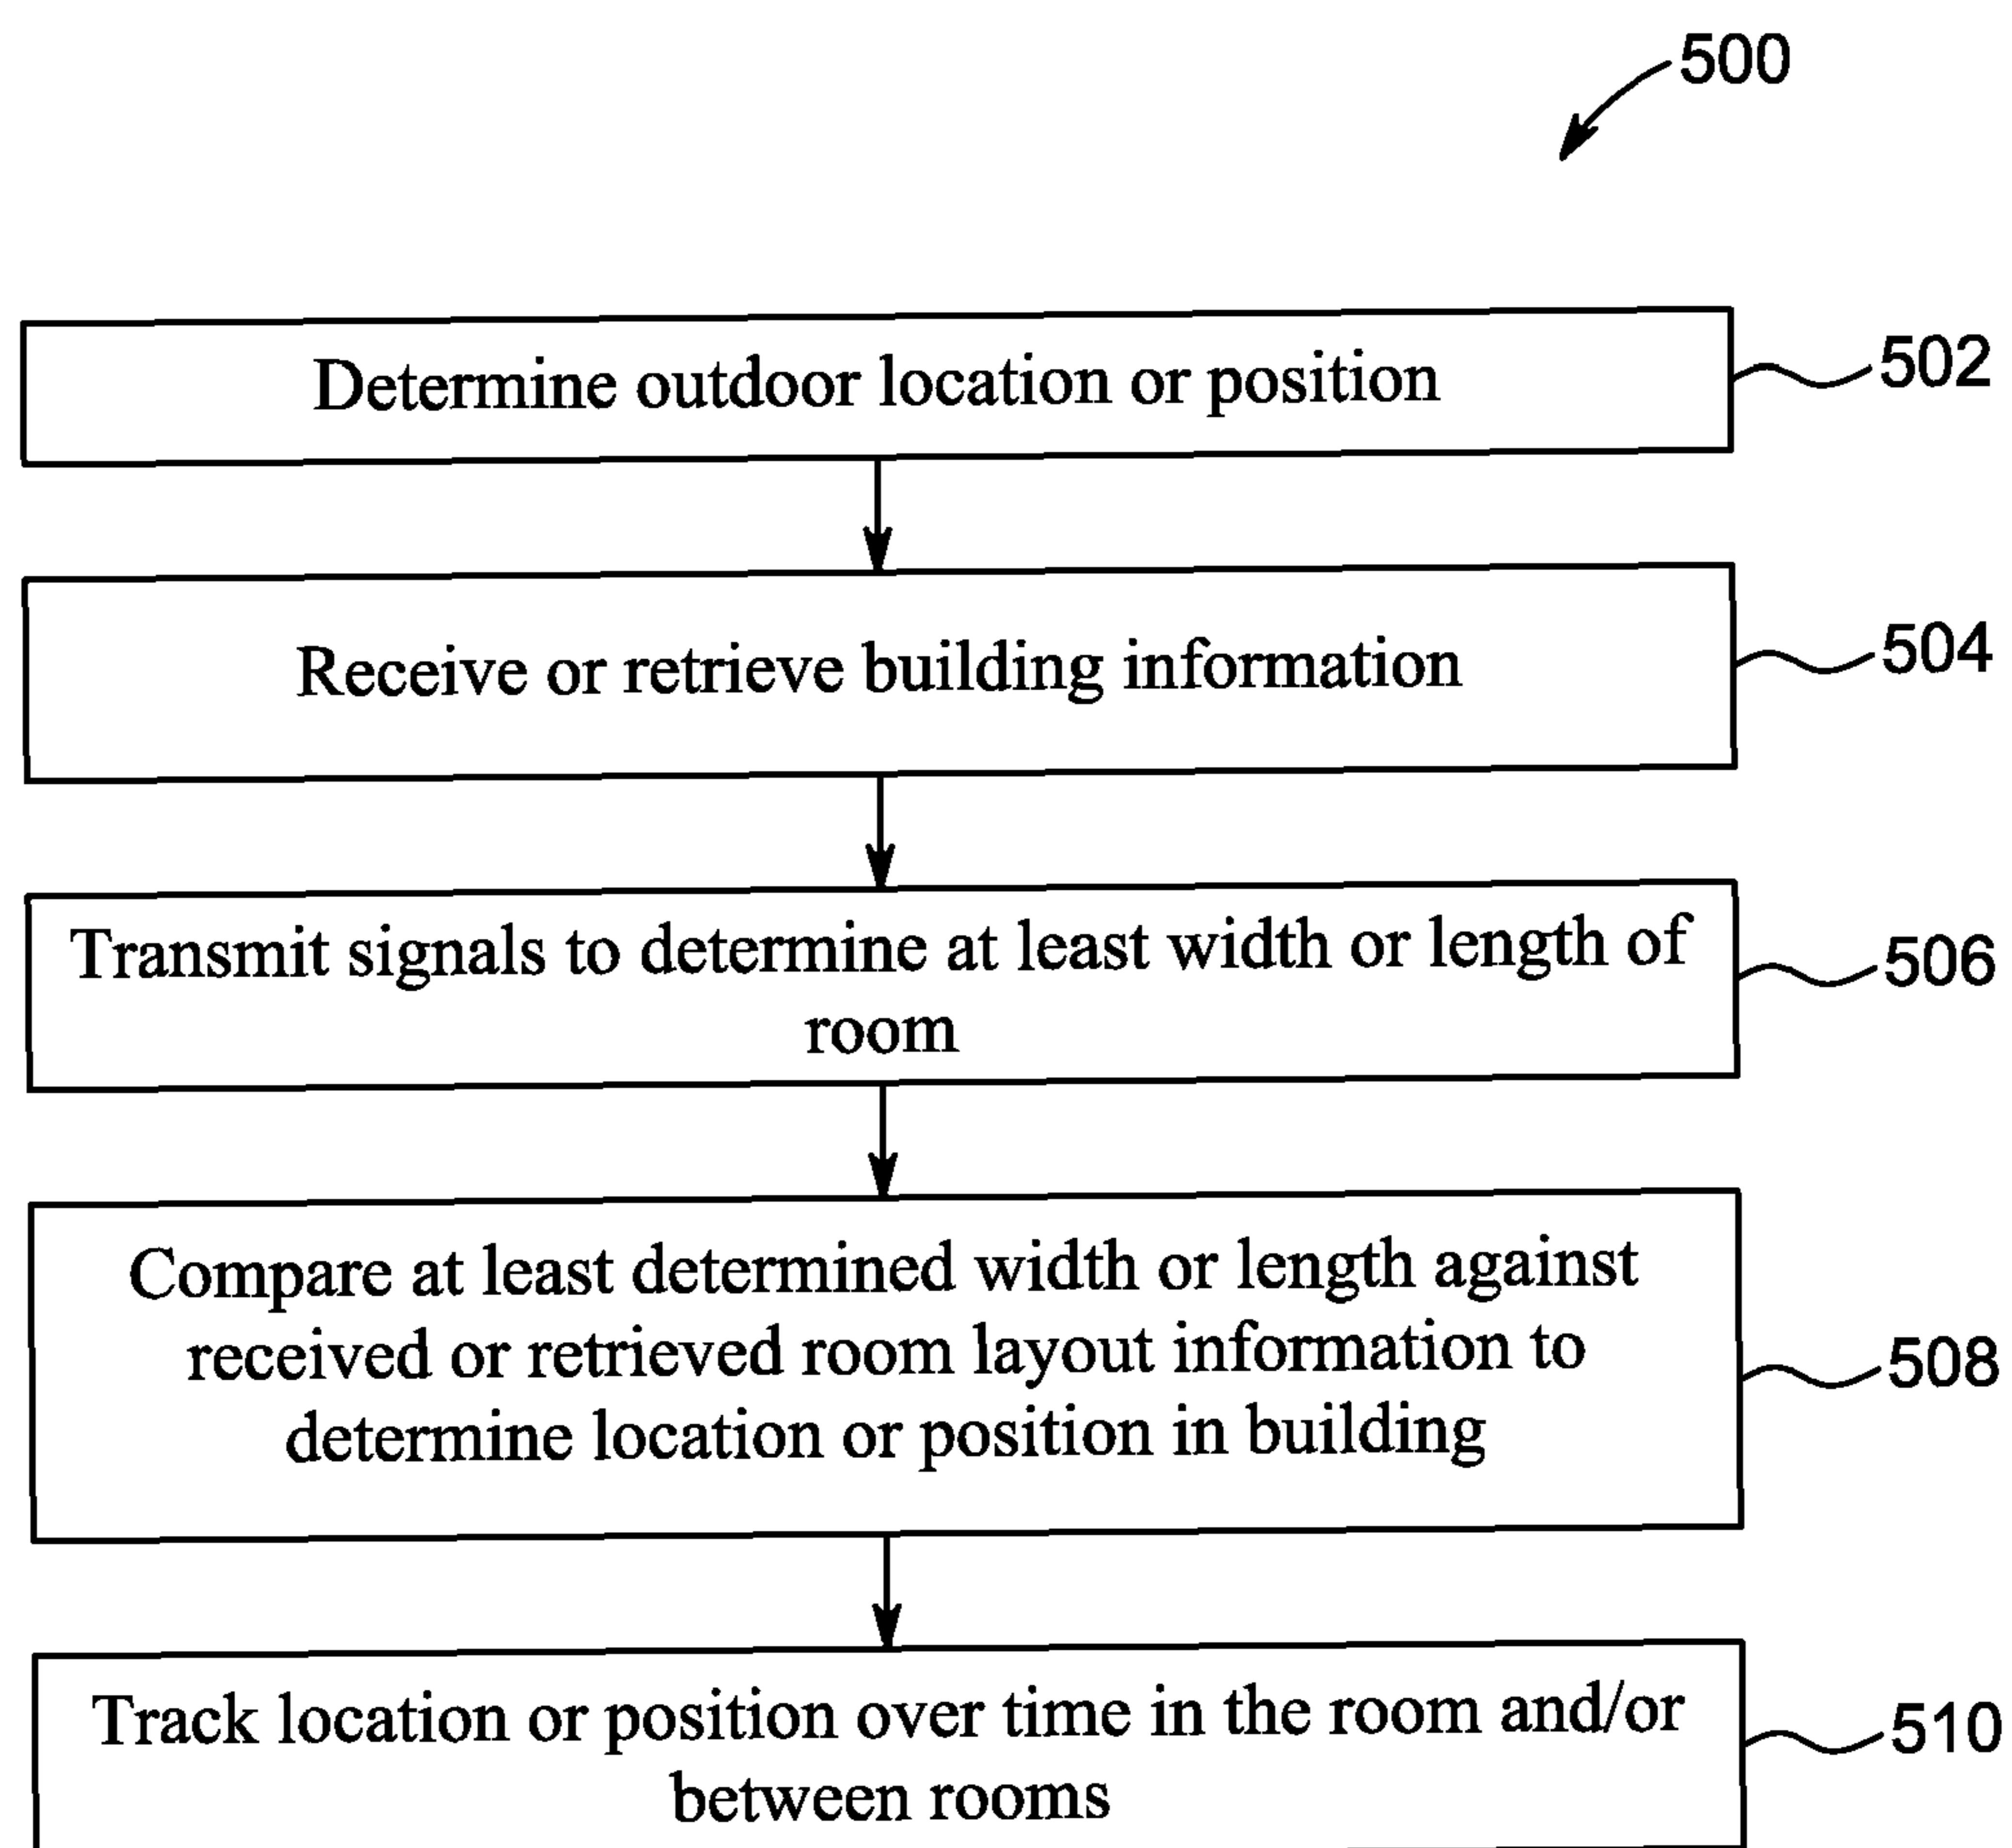 500
Determine outdoor location or position
502
Receive or retrieve building information
504
Transmit signals to determine at least width or length of
room
506
Compare at least determined width or length against
received or retrieved room layout information to
determine location or position in building
508
Track location or position over time in the room and/or
between rooms
510